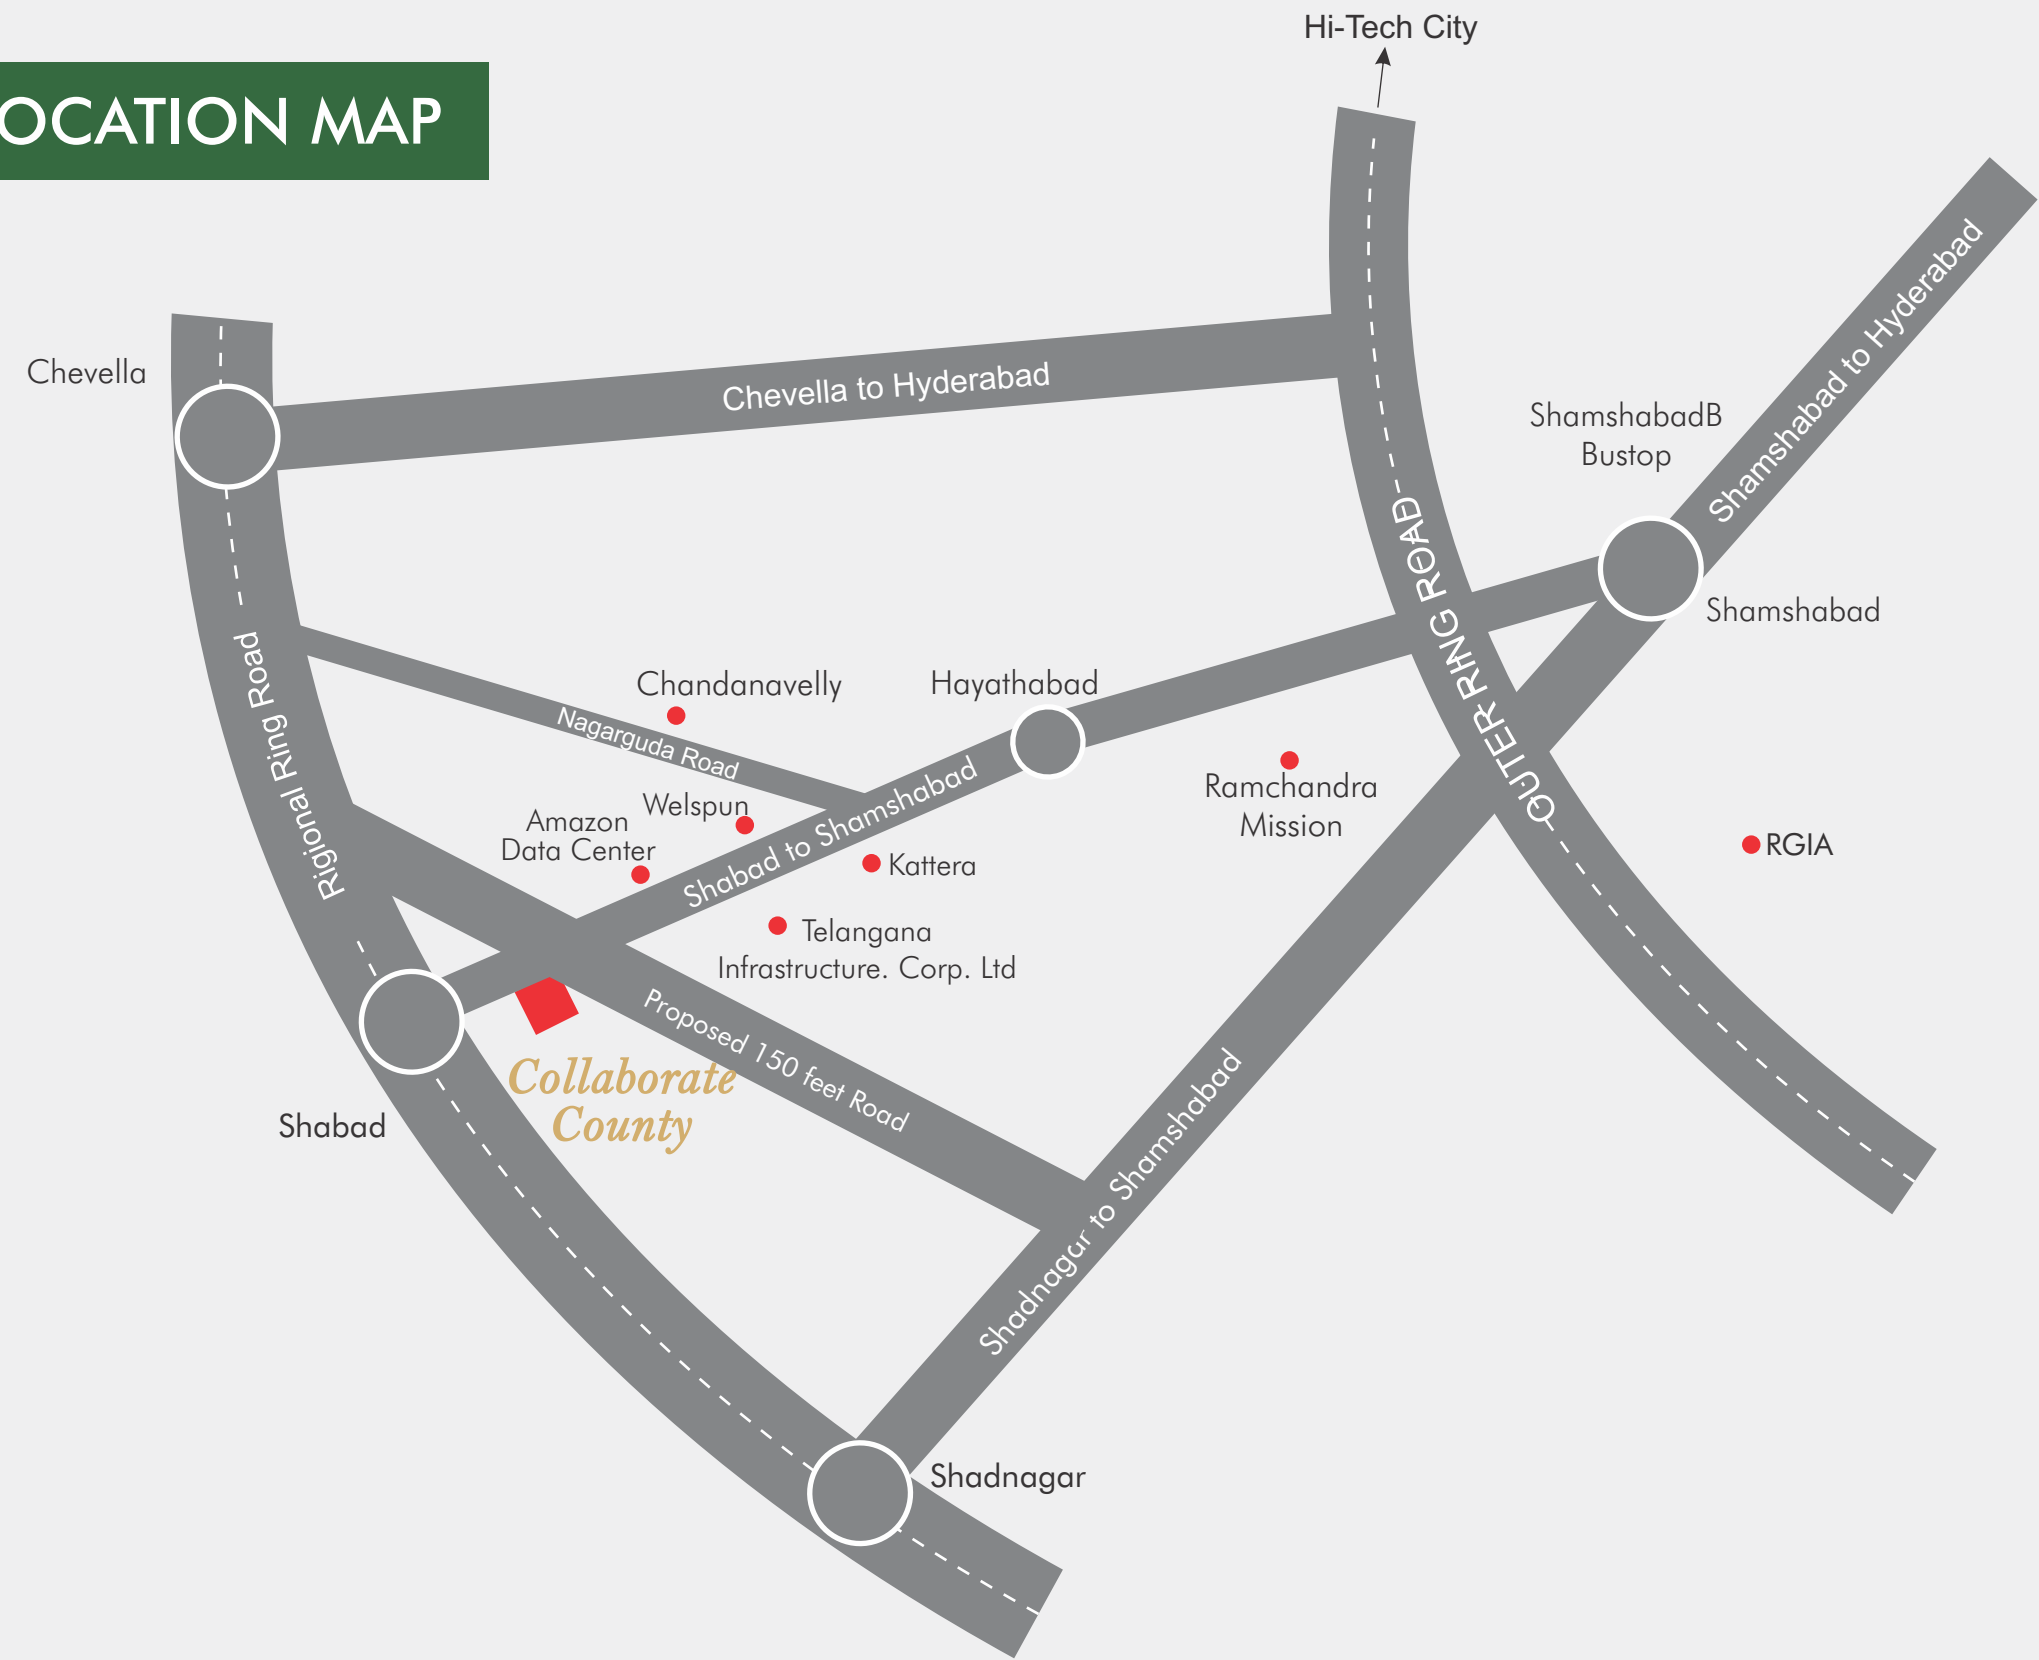 Hi-Tech City
OCATION MAP
Chevella
Chevella to Hyderabad
Shamshabad to Hyderabad
ShamshabadB
Bustop
Shamshabad
OUTER RING ROAD
Rigional Ring Road
Chandanavelly
Nagarguda Road
Hayathabad
Ramchandra
Mission
RGIA
Welspun
Amazon
Data Center
Shabad to Shamshabad
Kattera
Telangana
Infrastructure. Corp. Ltd
Proposed 150 feet Road
Collaborate
County
Shabad
Shadnagar to Shamshabad
Shadnagar